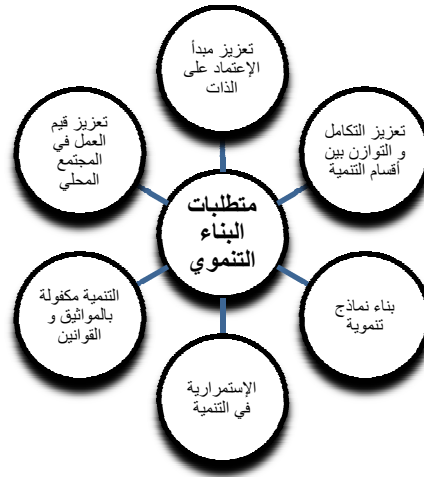 متطلبات
البناء
التنموي
تعزيز مبدأ
الإعتماد على
الذات
تعزيز التكامل
و التوازن بين
أقسام التنمية
بناء نماذج
تنموية
الإستمرارية
في التنمية
التنمية مكفولة
بالمواثيق و
القوانين
تعزيز قيم
العمل في
المجتمع
المحلي